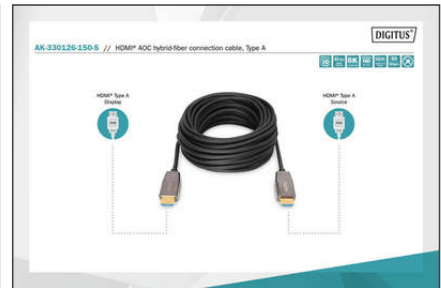 DIGITUS®
AK-330126-150-S // HDMI® AOC hybrid-fiber connection cable, Type A
8K
HDMI® Type A
Display
HDMI® Type A
Source